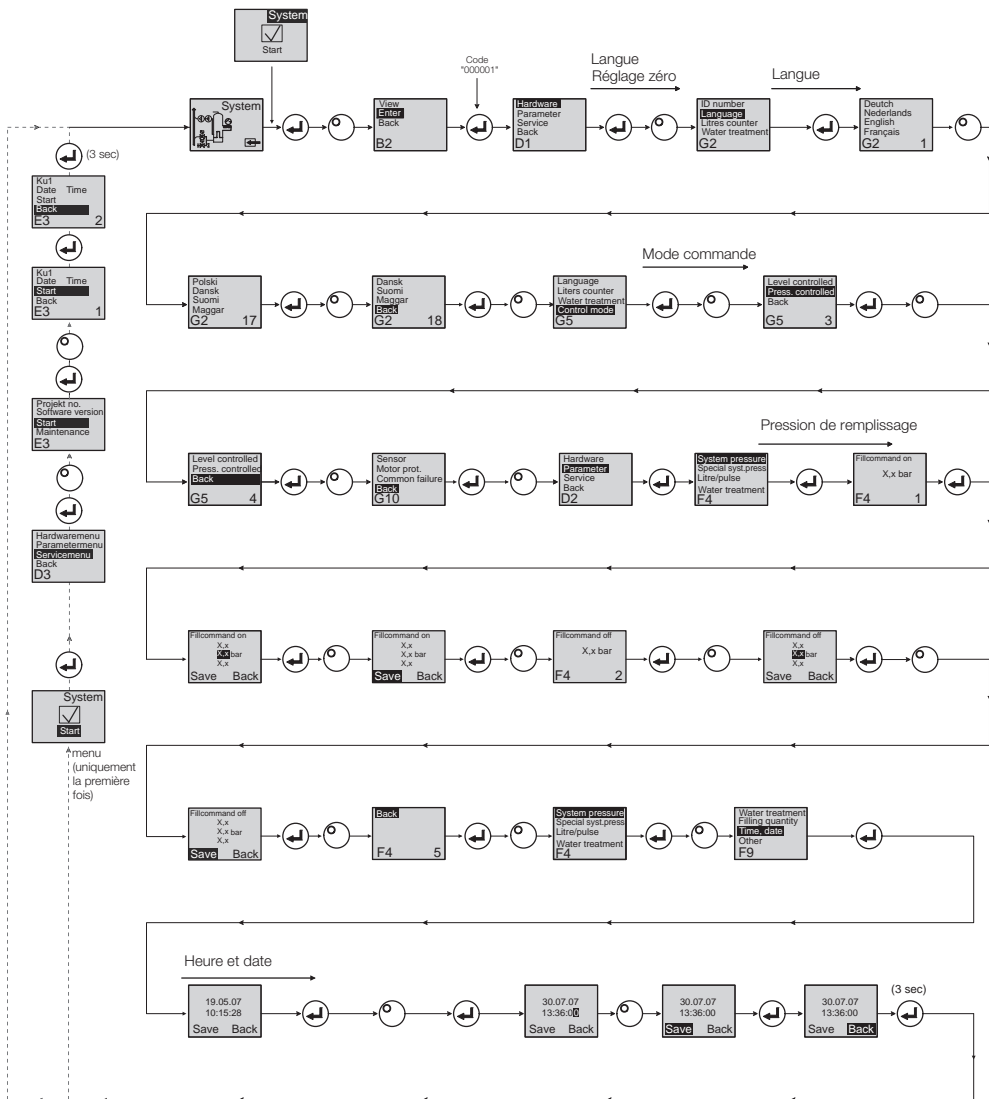 System
Start
Code
"000001"
Langue
Réglage zéro
Langue
System
View
Enter
Back
B2
Hardware
Parameter
Service
Back
D1
ID number
Language
Litres counter
Water treatment
G2
Deutch
Nederlands
English
Français
G2 1
(3 sec)
Ku1
Date Time
Start
Back
E3 2
Ku1
Date Time
Start
Back
E3 1
Projekt no.
Software version
Start
Maintenance
E3
Hardwaremenu
Parametermenu
Servicemenu
Back
D3
System
Start
menu
(uniquement
la première
fois)
Polski
Dansk
Suomi
Maggar
G2 17
Dansk
Suomi
Maggar
Back
G2 18
Language
Liters counter
Water treatment
Control mode
G5
Mode commande
Level controlled
Press. controlled
Back
G5 3
Level controlled
Press. controlled
Back
G5 4
Sensor
Motor prot.
Common failure
Back
G10
Hardware
Parameter
Service
Back
D2
Pression de remplissage
System pressure
Special syst.press
Litre/pulse
Water treatment
F4
Fillcommand on
X,x bar
F4 1
Fillcommand on
X,x
X,x bar
X,x
Save Back
Fillcommand on
X,x
X,x bar
X,x
Save Back
Fillcommand off
X,x bar
F4 2
Fillcommand off
X,x
X,x bar
X,x
Save Back
Fillcommand off
X,x
X,x bar
X,x
Save Back
Back
F4 5
System pressure
Special syst.press
Litre/pulse
Water treatment
F4
Water treatment
Filling quantity
Time, date
Other
F9
Heure et date
19.05.07
10:15:28
Save Back
30.07.07
13:36:00
Save Back
30.07.07
13:36:00
Save Back
30.07.07
13:36:00
Save Back
(3 sec)